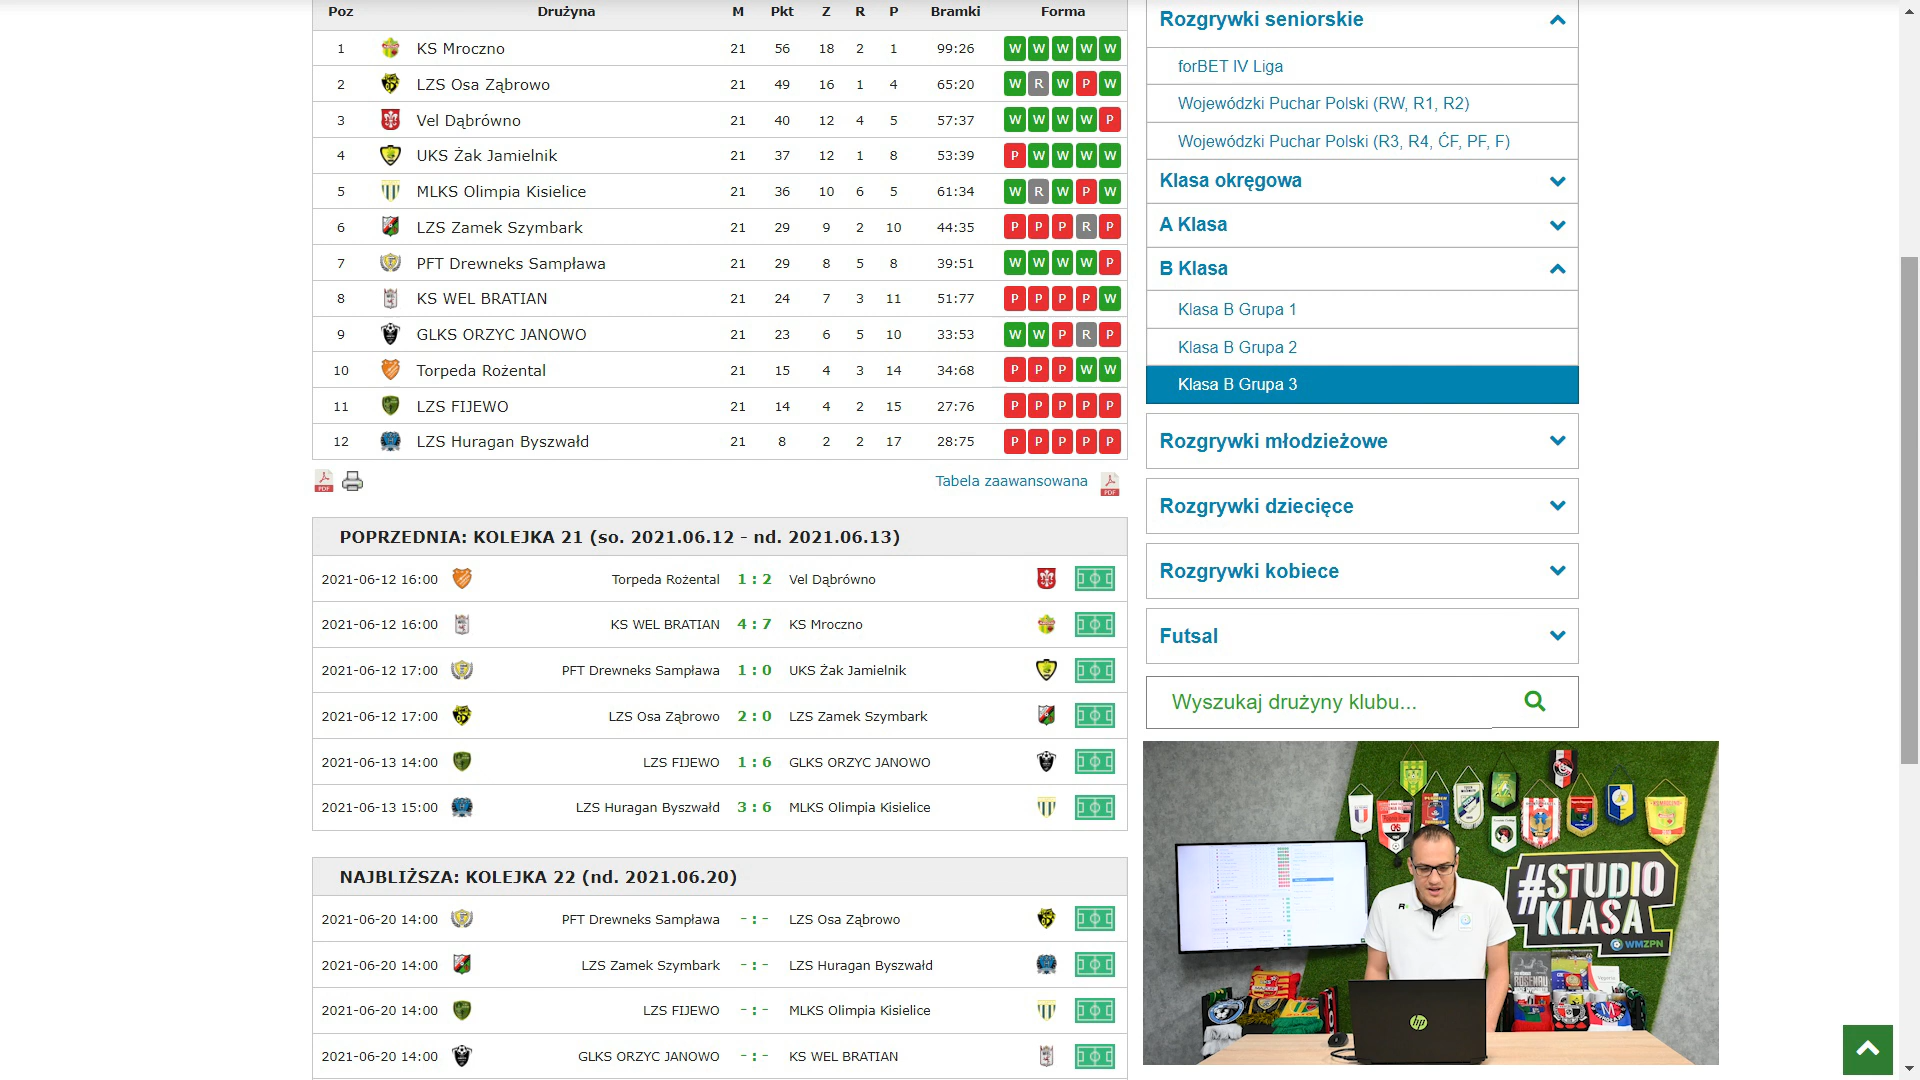 Poz Drużyna M Pkt Z R P Bramki Forma
1 KS Mroczno 21 56 18 2 1 99:26 W W W W W
2 LZS Osa Ząbrowo 21 49 16 1 4 65:20 W R W P W
3 Vel Dąbrówno 21 40 12 4 5 57:37 W W W W P
4 UKS Żak Jamielnik 21 37 12 1 8 53:39 P W W W W
5 MLKS Olimpia Kisielice 21 36 10 6 5 61:34 W R W P W
6 LZS Zamek Szymbark 21 29 9 2 10 44:35 P P P R P
7 PFT Drewneks Sampława 21 29 8 5 8 39:51 W W W W P
8 KS WEL BRATIAN 21 24 7 3 11 51:77 P P P P W
9 GLKS ORZYC JANOWO 21 23 6 5 10 33:53 W W P R P
10 Torpeda Rożental 21 15 4 3 14 34:68 P P P W W
11 LZS FIJEWO 21 14 4 2 15 27:76 P P P P P
12 LZS Huragan Byszwałd 21 8 2 2 17 28:75 P P P P P
Tabela zaawansowana
POPRZEDNIA: KOLEJKA 21 (so. 2021.06.12 - nd. 2021.06.13)
2021-06-12 16:00 Torpeda Rożental 1 : 2 Vel Dąbrówno
2021-06-12 16:00 KS WEL BRATIAN 4 : 7 KS Mroczno
2021-06-12 17:00 PFT Drewneks Sampława 1 : 0 UKS Żak Jamielnik
2021-06-12 17:00 LZS Osa Ząbrowo 2 : 0 LZS Zamek Szymbark
2021-06-13 14:00 LZS FIJEWO 1 : 6 GLKS ORZYC JANOWO
2021-06-13 15:00 LZS Huragan Byszwałd 3 : 6 MLKS Olimpia Kisielice
NAJBLIŻSZA: KOLEJKA 22 (nd. 2021.06.20)
2021-06-20 14:00 PFT Drewneks Sampława - : - LZS Osa Ząbrowo
2021-06-20 14:00 LZS Zamek Szymbark - : - LZS Huragan Byszwałd
2021-06-20 14:00 LZS FIJEWO - : - MLKS Olimpia Kisielice
2021-06-20 14:00 GLKS ORZYC JANOWO - : - KS WEL BRATIAN
Rozgrywki seniorskie
forBET IV Liga
Wojewódzki Puchar Polski (RW, R1, R2)
Wojewódzki Puchar Polski (R3, R4, ĆF, PF, F)
Klasa okręgowa
A Klasa
B Klasa
Klasa B Grupa 1
Klasa B Grupa 2
Klasa B Grupa 3
Rozgrywki młodzieżowe
Rozgrywki dziecięce
Rozgrywki kobiece
Futsal
Wyszukaj drużyny klubu...
#STUDIO
KLASA
WMZPN
hp